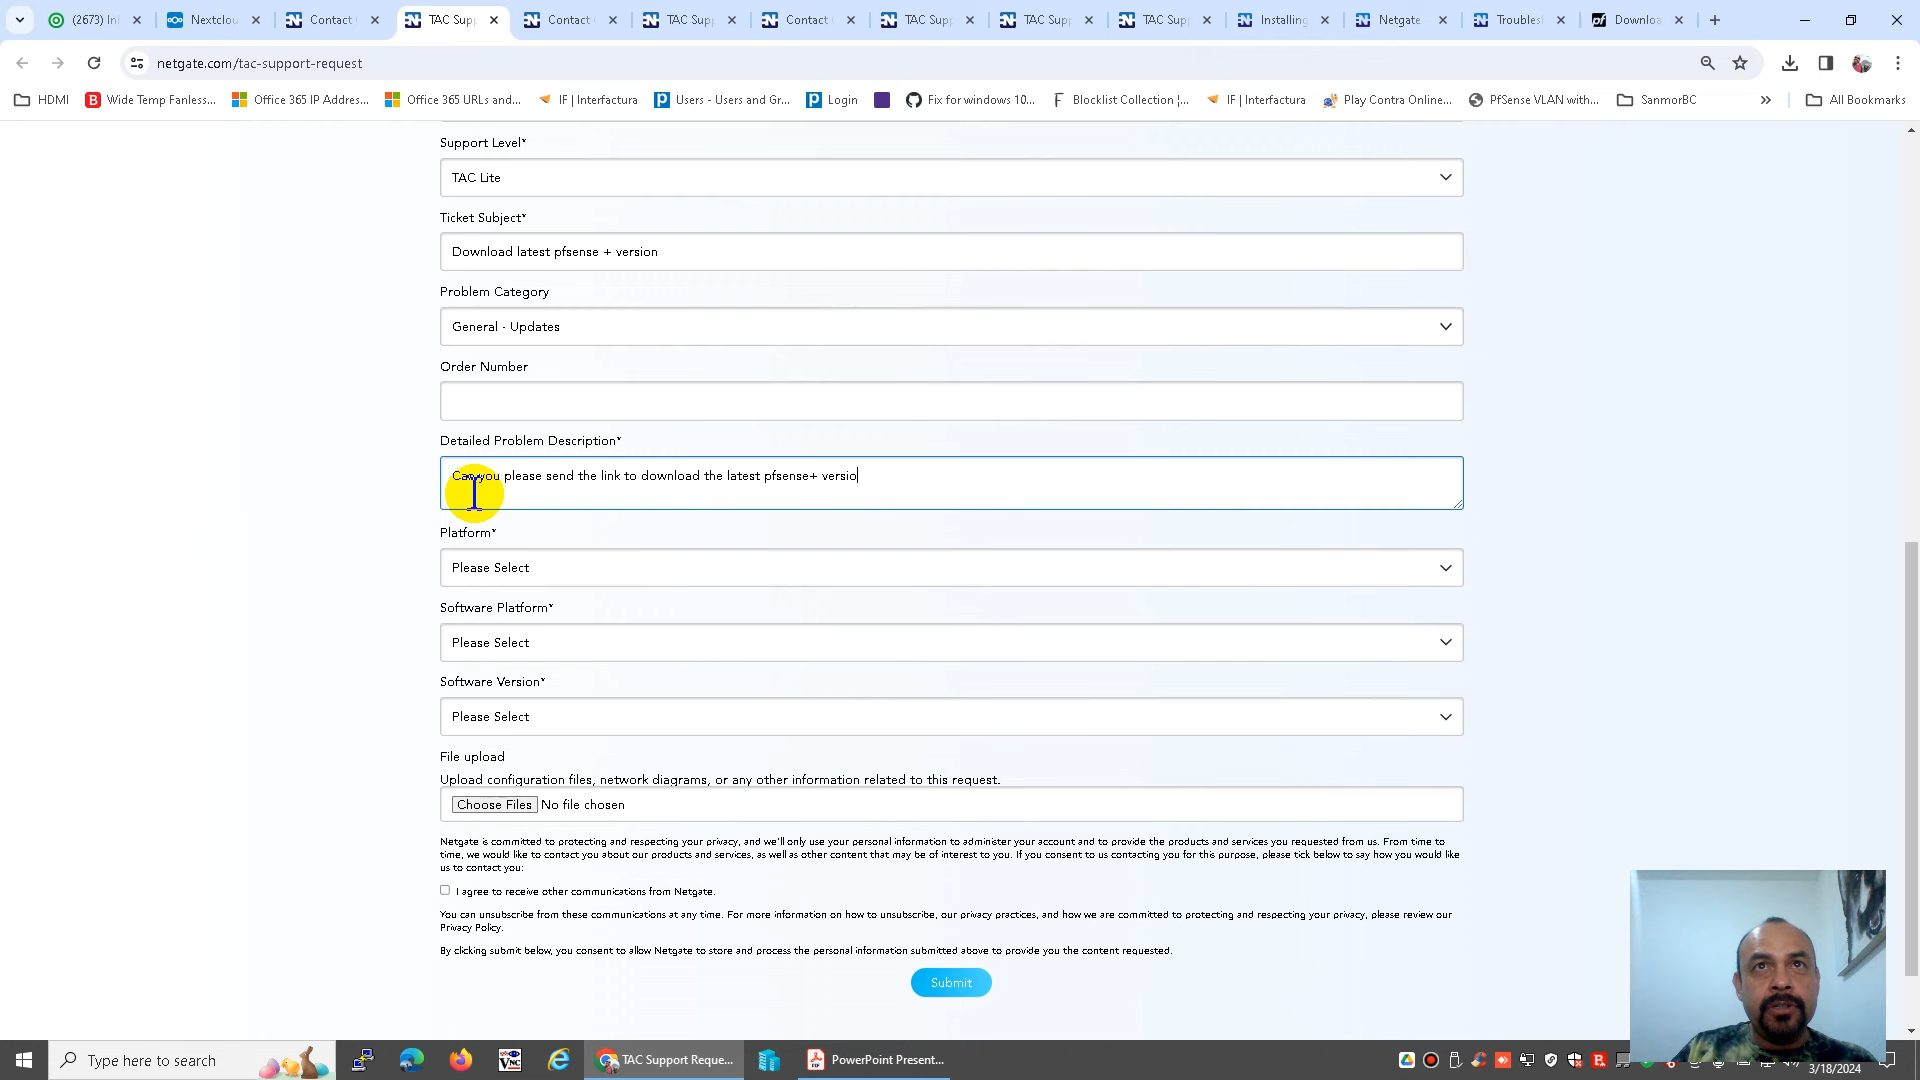 (2673) In
Nextclou
Contact
TAC Supp
Contact
TAC Sup
Contact
TAC Sup
TAC Sup
TAC Sup
Installing
Netgate
Troubles
Downloa
netgate.com/tac-support-request
HDMI
Wide Temp Fanless...
Office 365 IP Addres...
Office 365 URLs and...
IF | Interfactura
Users - Users and Gr...
Login
Fix for windows 10...
Blocklist Collection ¦...
IF | Interfactura
Play Contra Online...
PfSense VLAN with...
SanmorBC
»
All Bookmarks
Support Level*
TAC Lite
Ticket Subject*
Download latest pfsense + version
Problem Category
General - Updates
Order Number
Detailed Problem Description*
Can you please send the link to download the latest pfsense+ versio
Platform*
Please Select
Software Platform*
Please Select
Software Version*
Please Select
File upload
Upload configuration files, network diagrams, or any other information related to this request.
Choose Files No file chosen
Netgate is committed to protecting and respecting your privacy, and we'll only use your personal information to administer your account and to provide the products and services you requested from us. From time to
time, we would like to contact you about our products and services, as well as other content that may be of interest to you. If you consent to us contacting you for this purpose, please tick below to say how you would like
us to contact you:
I agree to receive other communications from Netgate.
You can unsubscribe from these communications at any time. For more information on how to unsubscribe, our privacy practices, and how we are committed to protecting and respecting your privacy, please review our
Privacy Policy.
By clicking submit below, you consent to allow Netgate to store and process the personal information submitted above to provide you the content requested.
Submit
Type here to search
TAC Support Reque...
PowerPoint Present...
3/18/2024